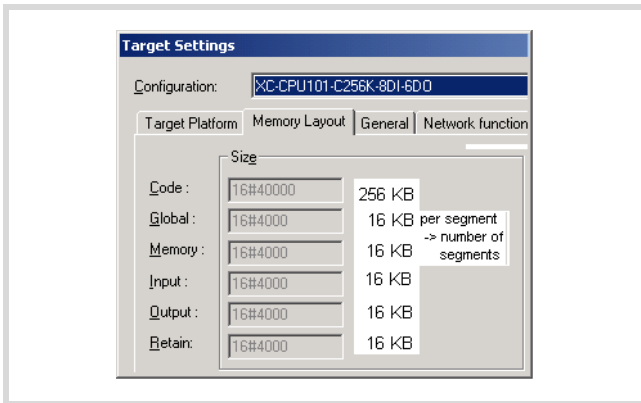 Target Settings
Configuration: XC-CPU101-C256K-8DI-6DO
Target Platform Memory Layout General Network function
Size
Code : 16#40000 256 KB
Global : 16#4000 16 KB per segment
-> number of
segments
Memory : 16#4000 16 KB
Input : 16#4000 16 KB
Output : 16#4000 16 KB
Retain: 16#4000 16 KB